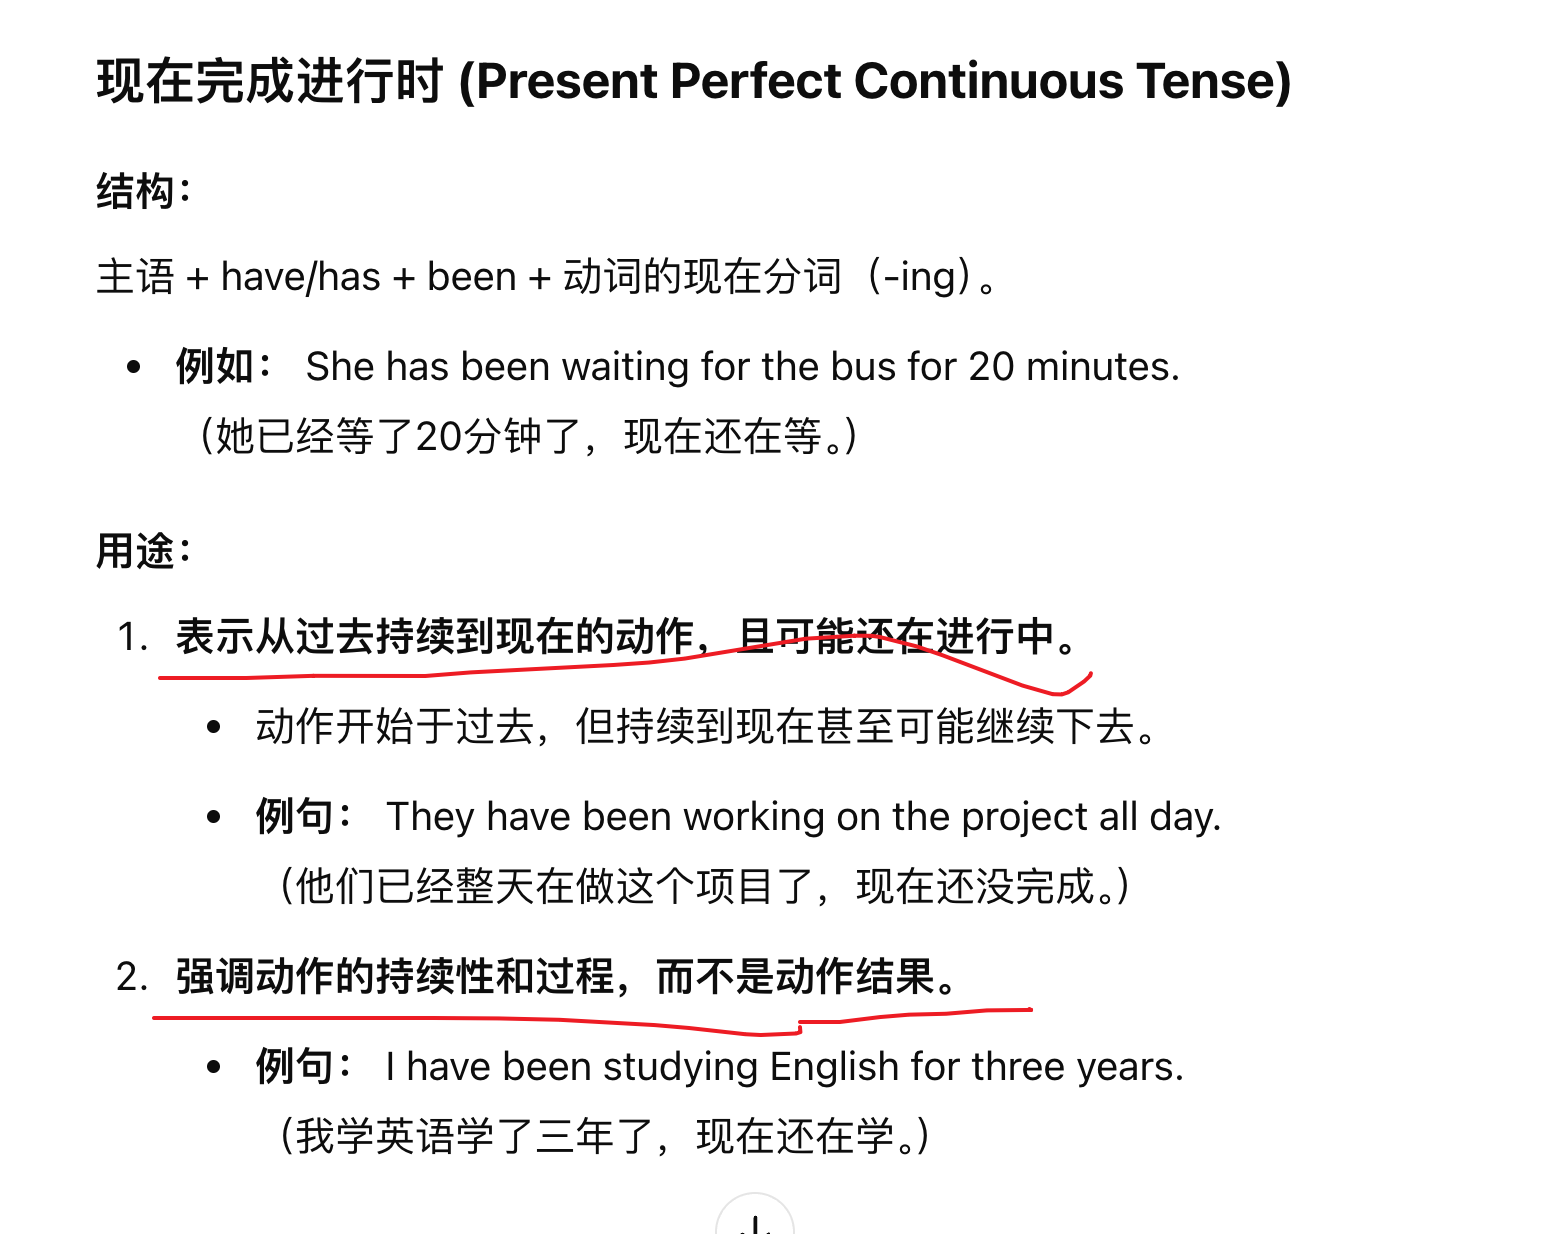 现在完成进行时 (Present Perfect Continuous Tense)
结构：
主语 + have/has + been + 动词的现在分词（-ing）。
• 例如： She has been waiting for the bus for 20 minutes.
（她已经等了20分钟了，现在还在等。）
用途：
1. 表示从过去持续到现在的动作，且可能还在进行中。
• 动作开始于过去，但持续到现在甚至可能继续下去。
• 例句： They have been working on the project all day.
（他们已经整天在做这个项目了，现在还没完成。）
2. 强调动作的持续性和过程，而不是动作结果。
• 例句： I have been studying English for three years.
（我学英语学了三年了，现在还在学。）